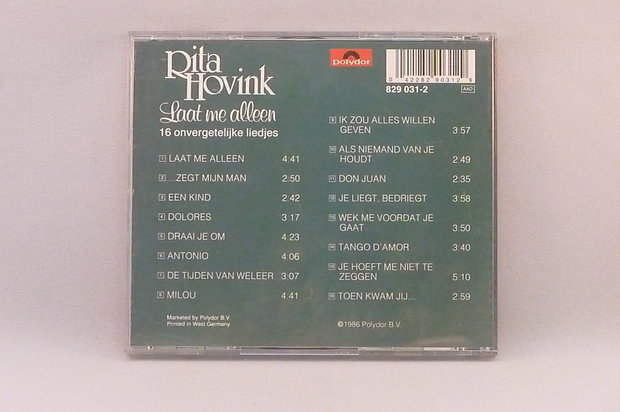 Rita
Hovink
Laat me alleen
16 onvergetelijke liedjes
polydor
0 42282 90312 9
829 031-2
AAD
1 LAAT ME ALLEEN 4:41
2 ...ZEGT MIJN MAN 2:50
3 EEN KIND 2:42
4 DOLORES 3:17
5 DRAAI JE OM 4:23
6 ANTONIO 4:06
7 DE TIJDEN VAN WELEER 3:07
8 MILOU 4:41
9 IK ZOU ALLES WILLEN
GEVEN 3:57
10 ALS NIEMAND VAN JE
HOUDT 2:49
11 DON JUAN 2:35
12 JE LIEGT, BEDRIEGT 3:58
13 WEK ME VOORDAT JE
GAAT 3:50
14 TANGO D'AMOR 3:40
15 JE HOEFT ME NIET TE
ZEGGEN 5:10
16 TOEN KWAM JIJ... 2:59
Marketed by Polydor B.V.
Printed in West Germany
©1986 Polydor B.V.